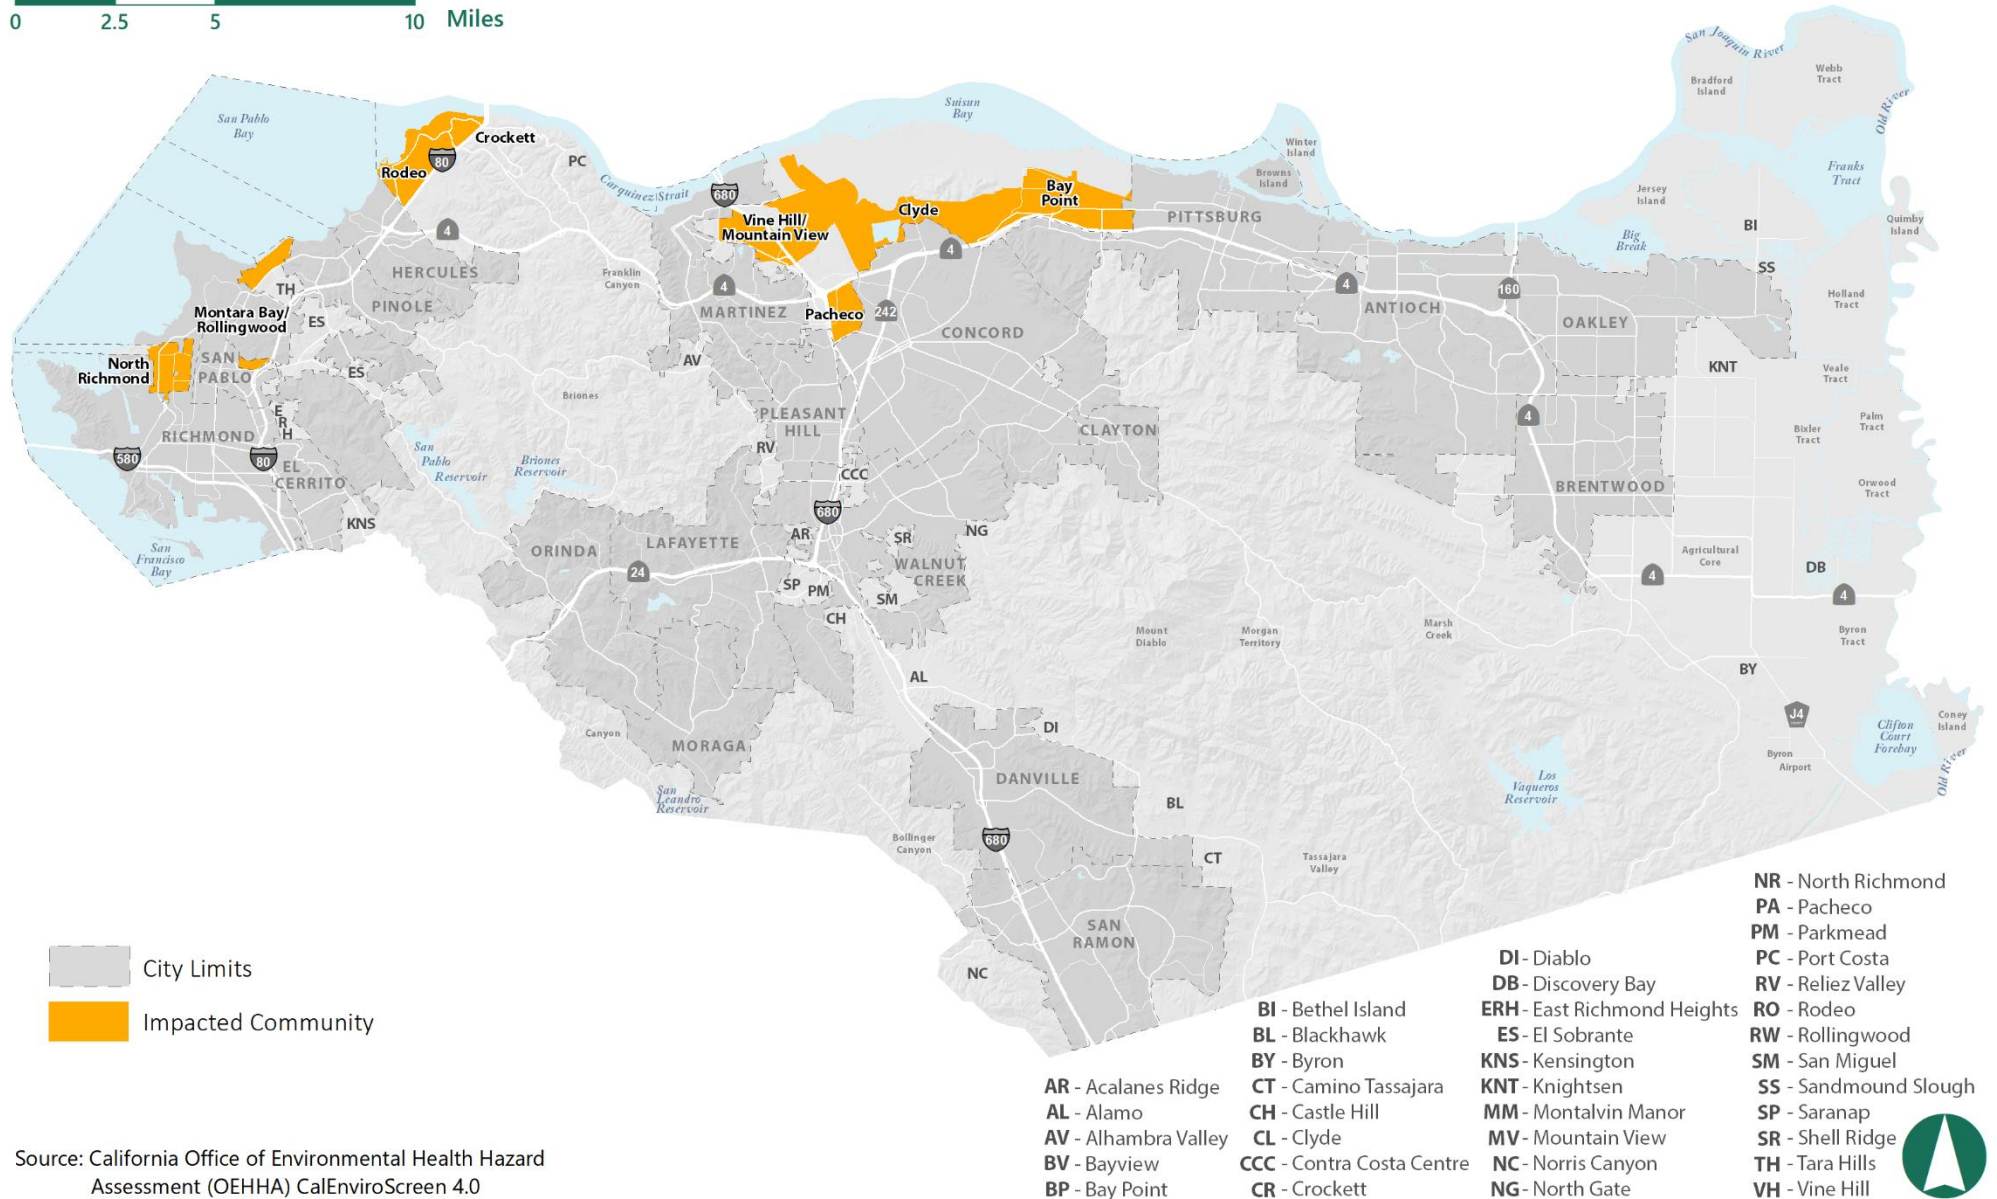 0 2.5 5 10 Miles
San Joaquin River
Webb
Tract
Bradford
Island
Old River
San Pablo
Bay
Suisun
Bay
Crockett
80
Rodeo
PC
Carquinez Strait
680
Winter
Island
Browns
Island
Franks
Tract
Jersey
Island
Quimby
Island
BI
Bay
Point
Clyde
Vine Hill/
Mountain View
PITTSBURG
Big
Break
4
4
HERCULES
Franklin
Canyon
SS
TH
PINOLE
4
MARTINEZ
Pacheco
242
CONCORD
4
ANTIOCH
160
OAKLEY
Holland
Tract
Montara Bay/
Rollingwood
ES
North
Richmond
SAN
PABLO
ES
AV
KNT
Veale
Tract
Briones
PLEASANT
HILL
CLAYTON
4
Palm
Tract
Bixler
Tract
E
R
H
RICHMOND
580
80
EL
CERRITO
San
Pablo
Reservoir
Briones
Reservoir
RV
CCC
BRENTWOOD
Orwood
Tract
KNS
680
San
Francisco
Bay
ORINDA
LAFAYETTE
AR
SR
NG
WALNUT
CREEK
24
SP
PM
SM
CH
Agricultural
Core
4
DB
4
Mount
Diablo
Morgan
Territory
Marsh
Creek
Byron
Tract
AL
BY
J4
Canyon
MORAGA
DI
Clifton
Court
Forebay
Coney
Island
Old River
Byron
Airport
DANVILLE
San
Leandro
Reservoir
BL
Los
Vaqueros
Reservoir
680
Bollinger
Canyon
CT
Tassajara
Valley
SAN
RAMON
NC
City Limits
Impacted Community
AR - Acalanes Ridge
AL - Alamo
AV - Alhambra Valley
BV - Bayview
BP - Bay Point
BI - Bethel Island
BL - Blackhawk
BY - Byron
CT - Camino Tassajara
CH - Castle Hill
CL - Clyde
CCC - Contra Costa Centre
CR - Crockett
DI - Diablo
DB - Discovery Bay
ERH - East Richmond Heights
ES - El Sobrante
KNS - Kensington
KNT - Knightsen
MM - Montalvin Manor
MV - Mountain View
NC - Norris Canyon
NG - North Gate
NR - North Richmond
PA - Pacheco
PM - Parkmead
PC - Port Costa
RV - Reliez Valley
RO - Rodeo
RW - Rollingwood
SM - San Miguel
SS - Sandmound Slough
SP - Saranap
SR - Shell Ridge
TH - Tara Hills
VH - Vine Hill
Source: California Office of Environmental Health Hazard
Assessment (OEHHA) CalEnviroScreen 4.0